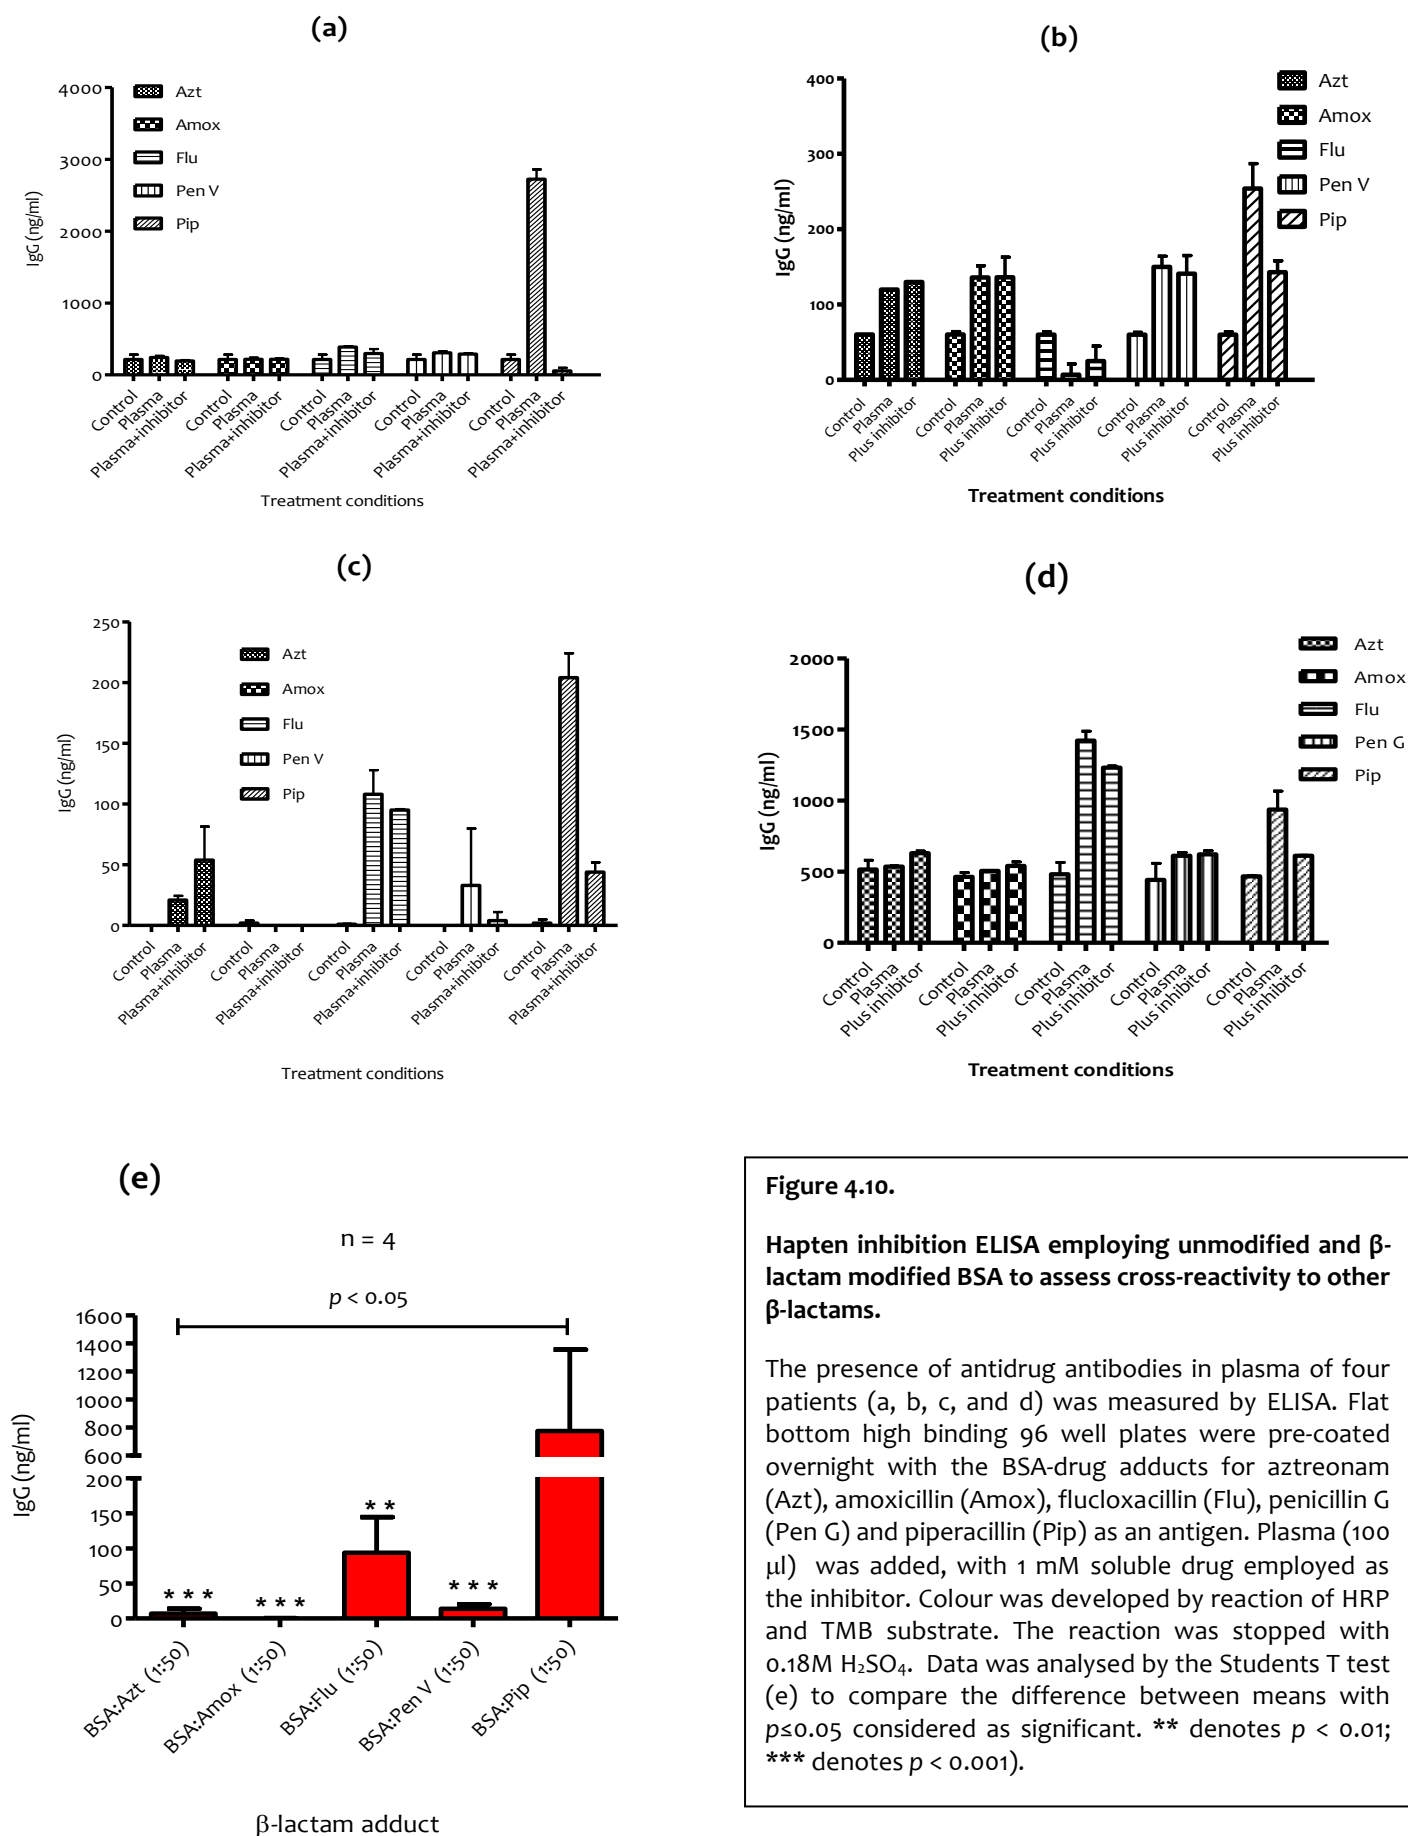 (a)
4000
3000
2000
1000
0
IgG (ng/ml)
Azt
Amox
Flu
Pen V
Pip
Control
Plasma
Plasma+inhibitor
Control
Plasma
Plasma+inhibitor
Control
Plasma
Plasma+inhibitor
Control
Plasma
Plasma+inhibitor
Control
Plasma
Plasma+inhibitor
Treatment conditions
(b)
400
300
200
100
0
IgG (ng/ml)
Azt
Amox
Flu
Pen V
Pip
Control
Plasma
Plus inhibitor
Control
Plasma
Plus inhibitor
Control
Plasma
Plus inhibitor
Control
Plasma
Plus inhibitor
Control
Plasma
Plus inhibitor
Treatment conditions
(c)
250
200
150
100
50
0
IgG (ng/ml)
Azt
Amox
Flu
Pen V
Pip
Control
Plasma
Plasma+inhibitor
Control
Plasma
Plasma+inhibitor
Control
Plasma
Plasma+inhibitor
Control
Plasma
Plasma+inhibitor
Control
Plasma
Plasma+inhibitor
Treatment conditions
(d)
2000
1500
1000
500
0
IgG (ng/ml)
Azt
Amox
Flu
Pen G
Pip
Control
Plasma
Plus inhibitor
Control
Plasma
Plus inhibitor
Control
Plasma
Plus inhibitor
Control
Plasma
Plus inhibitor
Control
Plasma
Plus inhibitor
Treatment conditions
(e)
n = 4
p < 0.05
1600
1400
1200
1000
800
600
200
150
100
50
0
IgG (ng/ml)
* * *
* * *
* *
* * *
BSA:Azt (1:50)
BSA:Amox (1:50)
BSA:Flu (1:50)
BSA:Pen V (1:50)
BSA:Pip (1:50)
β-lactam adduct
Figure 4.10.
Hapten inhibition ELISA employing unmodified and β-
lactam modified BSA to assess cross-reactivity to other
β-lactams.
The presence of antidrug antibodies in plasma of four
patients (a, b, c, and d) was measured by ELISA. Flat
bottom high binding 96 well plates were pre-coated
overnight with the BSA-drug adducts for aztreonam
(Azt), amoxicillin (Amox), flucloxacillin (Flu), penicillin G
(Pen G) and piperacillin (Pip) as an antigen. Plasma (100
μl) was added, with 1 mM soluble drug employed as
the inhibitor. Colour was developed by reaction of HRP
and TMB substrate. The reaction was stopped with
0.18M H₂SO₄. Data was analysed by the Students T test
(e) to compare the difference between means with
p≤0.05 considered as significant. ** denotes p < 0.01;
*** denotes p < 0.001).